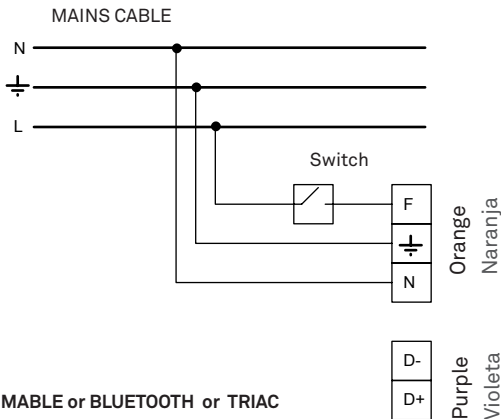 MAINS CABLE
N
L
Switch
F
N
Orange
Naranja
D-
D+
Purple
Violeta
MABLE or BLUETOOTH or TRIAC